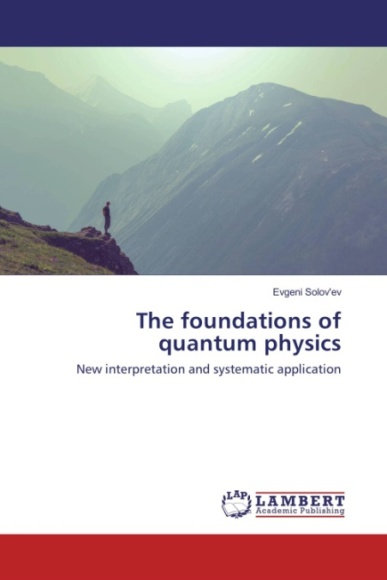 Evgeni Solov'ev
The foundations of
quantum physics
New interpretation and systematic application
LAP
LAMBERT
Academic Publishing